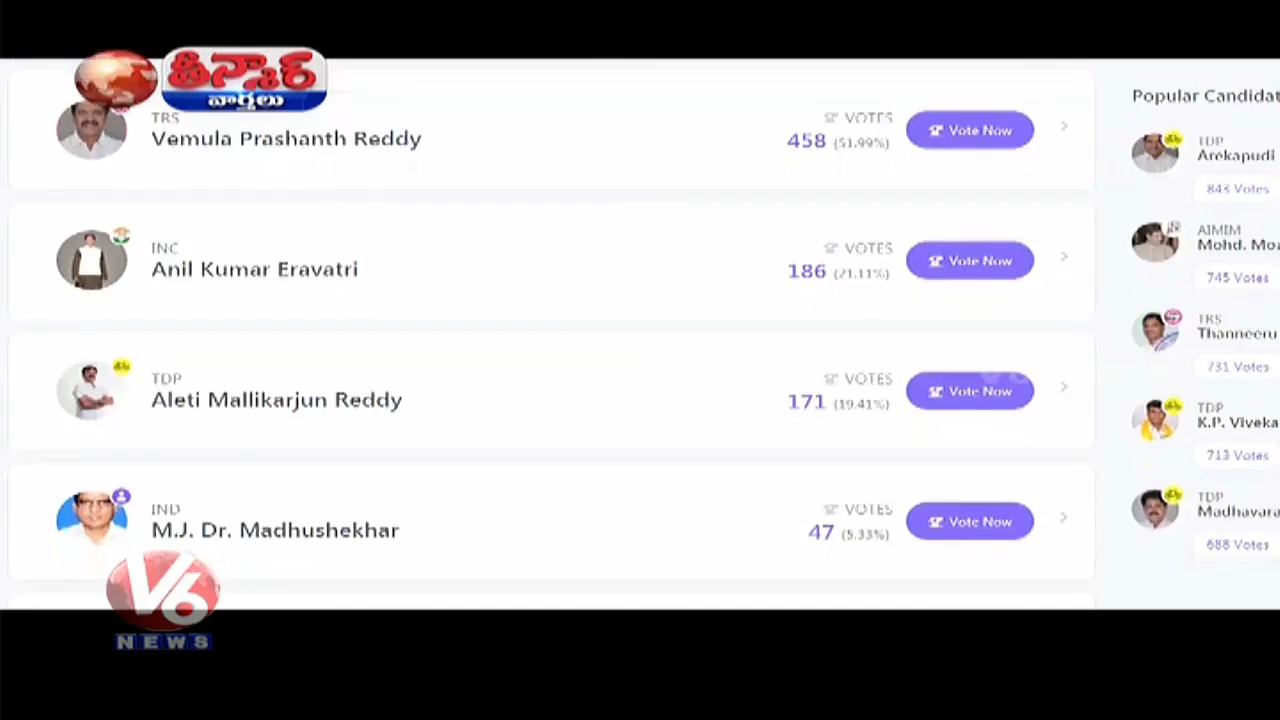 తీన్మార్
వార్తలు
TRS
Vemula Prashanth Reddy
VOTES
458 (51.99%)
Vote Now
INC
Anil Kumar Eravatri
VOTES
186 (21.11%)
Vote Now
TDP
Aleti Mallikarjun Reddy
VOTES
171 (19.41%)
Vote Now
IND
M.J. Dr. Madhushekhar
VOTES
47 (5.33%)
Vote Now
Popular Candidat
TDP
Arekapudi
843 Votes
AIMIM
Mohd. Moz
745 Votes
TRS
Thanneeru
731 Votes
TDP
K.P. Viveka
713 Votes
TDP
Madhavara
688 Votes
V6
NEWS